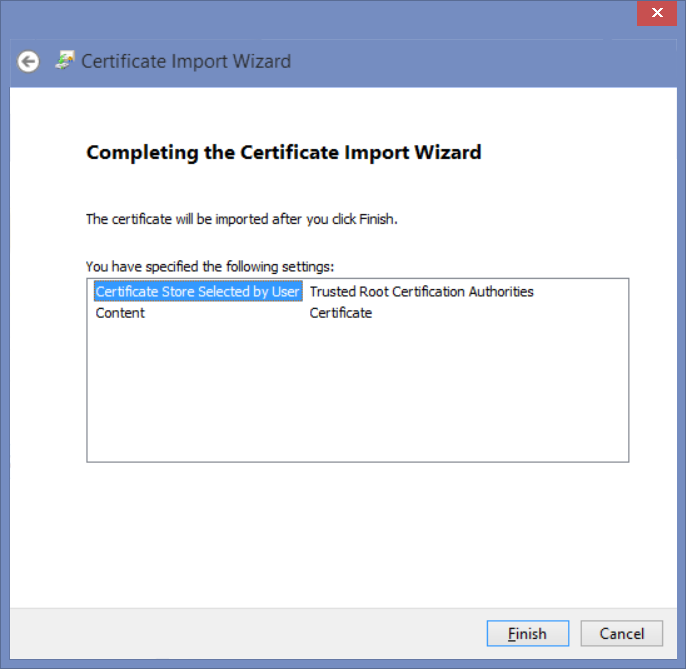 Certificate Import Wizard
Completing the Certificate Import Wizard
The certificate will be imported after you click Finish.
You have specified the following settings:
Certificate Store Selected by User Trusted Root Certification Authorities
Content Certificate
Finish Cancel